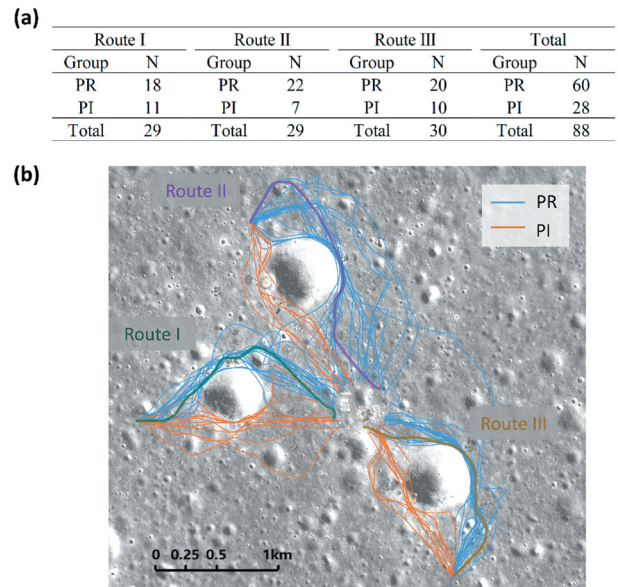 (a)
Route I Route II Route III Total
Group N Group N Group N Group N
PR 18 PR 22 PR 20 PR 60
PI 11 PI 7 PI 10 PI 28
Total 29 Total 29 Total 30 Total 88
(b)
Route II
PR
PI
Route I
Route III
0 0.25 0.5 1km